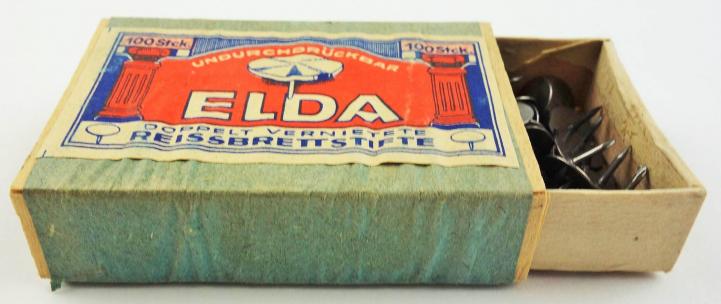 100 Stck. 100 Stck.
UNDURCHDRÜCKBAR
ELDA
DOPPELT VERNIETETE
REISSBRETTSTIFTE